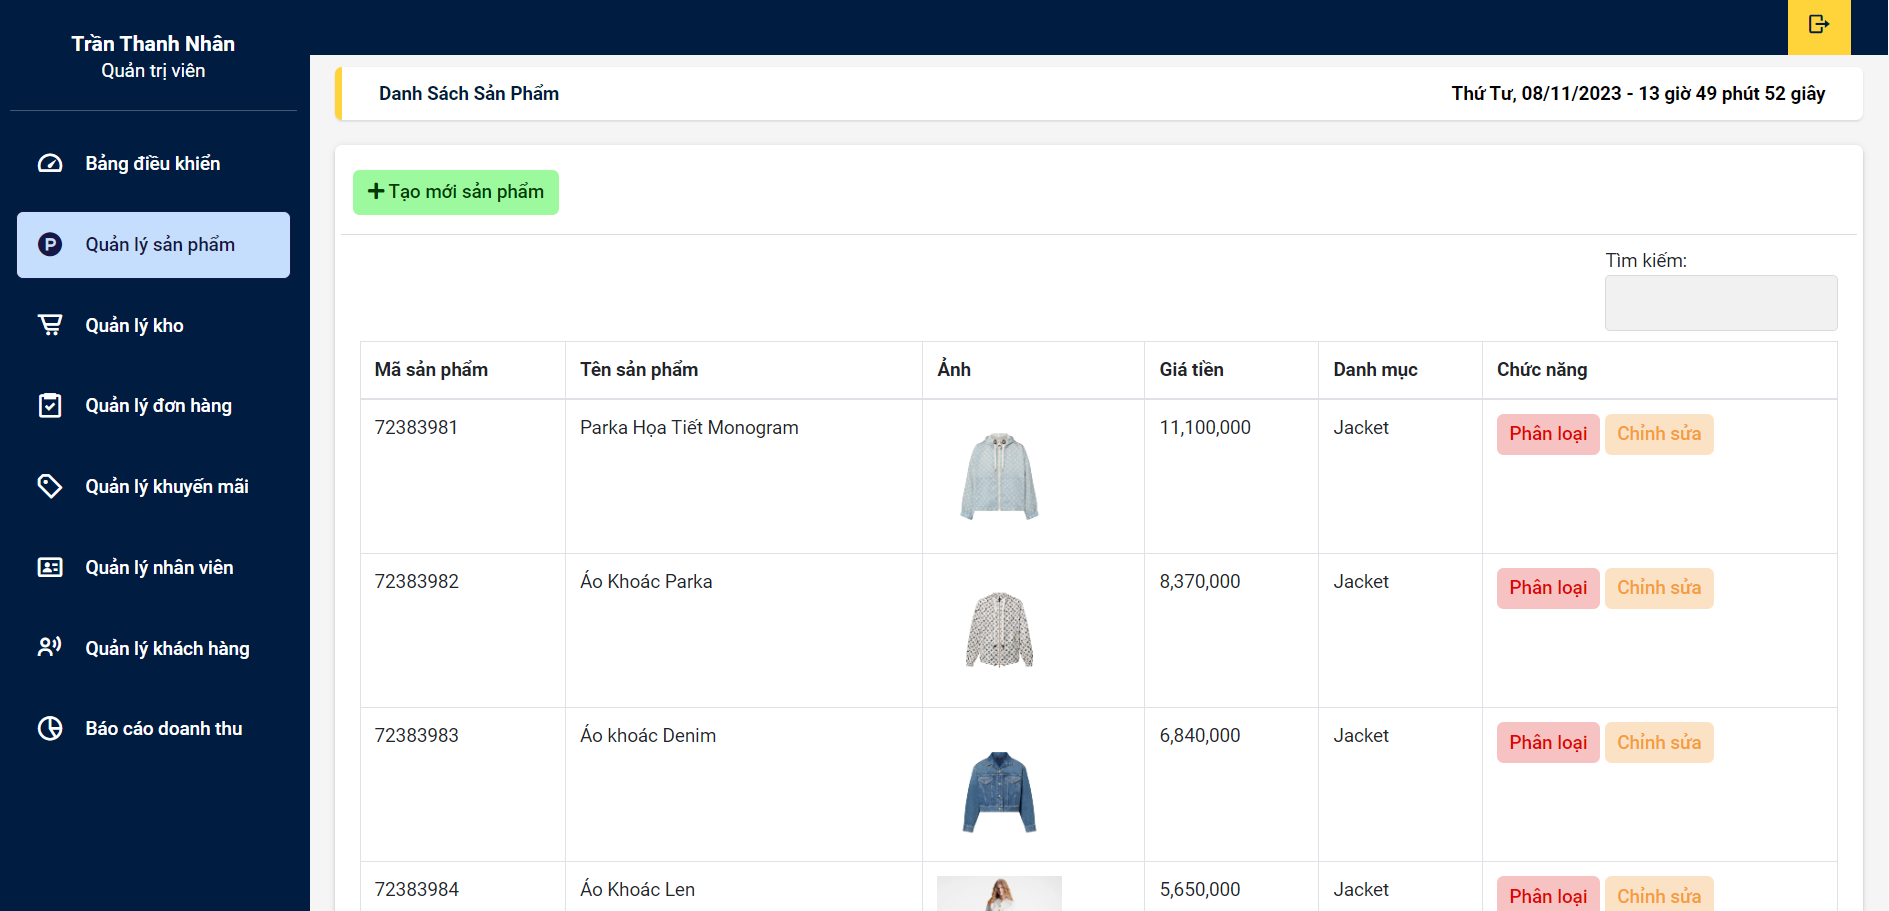 Trần Thanh Nhân
Quản trị viên
Bảng điều khiển
Quản lý sản phẩm
Quản lý kho
Quản lý đơn hàng
Quản lý khuyến mãi
Quản lý nhân viên
Quản lý khách hàng
Báo cáo doanh thu
Danh Sách Sản Phẩm
Thứ Tư, 08/11/2023 - 13 giờ 49 phút 52 giây
Tạo mới sản phẩm
Tìm kiếm:
Mã sản phẩm Tên sản phẩm Ảnh Giá tiền Danh mục Chức năng
72383981 Parka Họa Tiết Monogram 11,100,000 Jacket Phân loại Chỉnh sửa
72383982 Áo Khoác Parka 8,370,000 Jacket Phân loại Chỉnh sửa
72383983 Áo khoác Denim 6,840,000 Jacket Phân loại Chỉnh sửa
72383984 Áo Khoác Len 5,650,000 Jacket Phân loại Chỉnh sửa